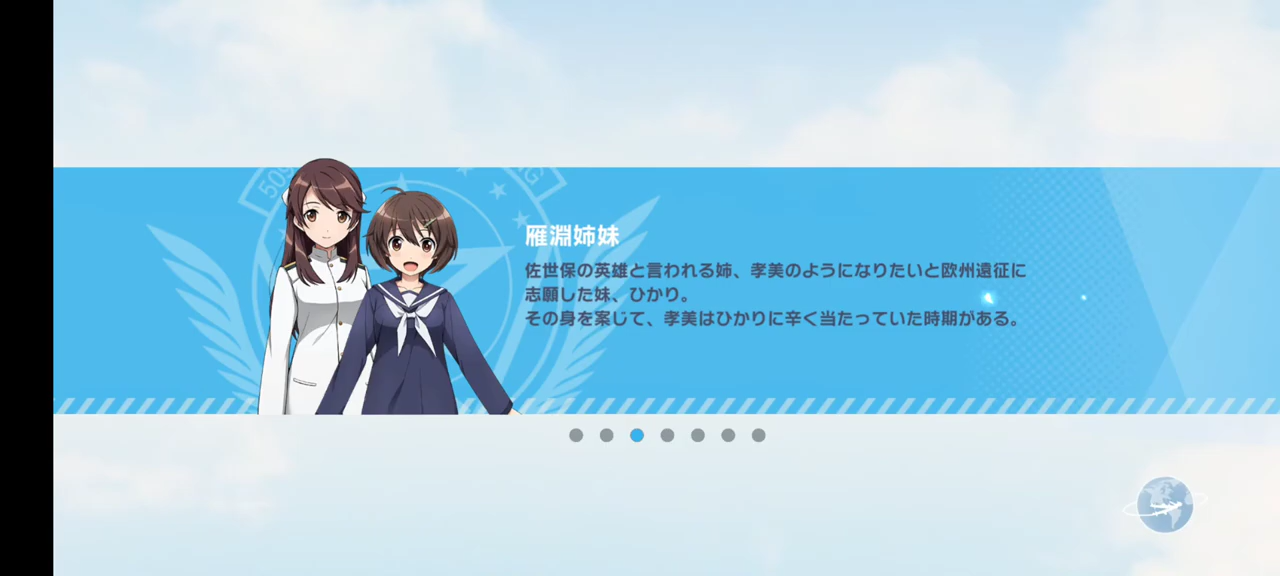 509
NG
雁淵姉妹
佐世保の英雄と言われる姉、孝美のようになりたいと欧州遠征に
志願した妹、ひかり。
その身を案じて、孝美はひかりに辛く当たっていた時期がある。